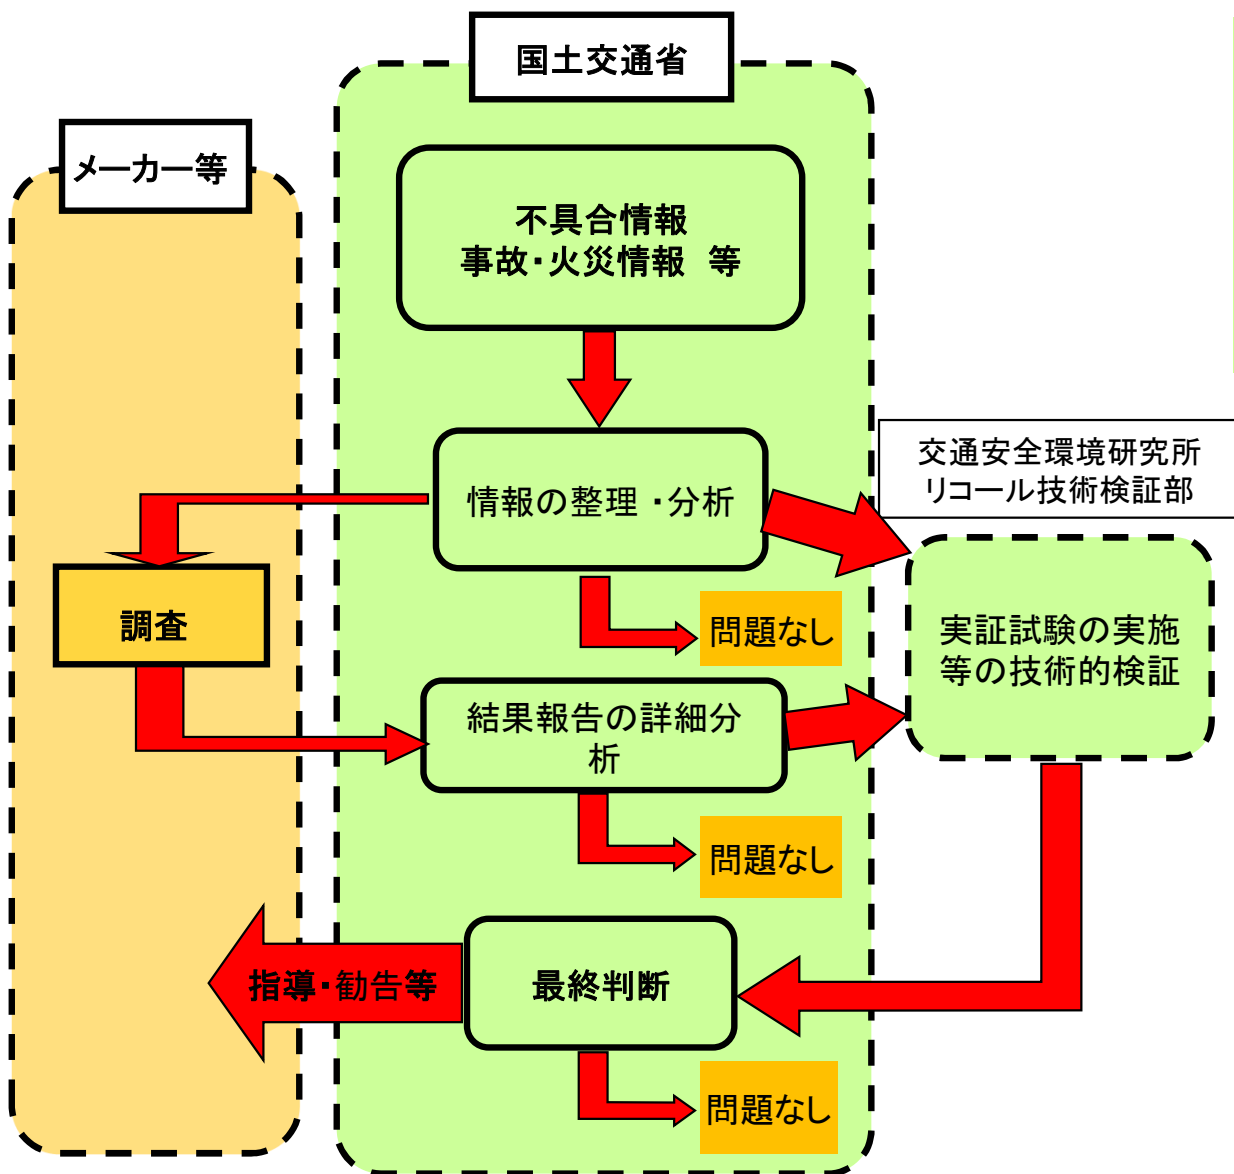 国土交通省
メーカー等
不具合情報
事故・火災情報　等
交通安全環境研究所
リコール技術検証部
情報の整理・分析
調査
問題なし
実証試験の実施
等の技術的検証
結果報告の詳細分
析
問題なし
指導・勧告等
最終判断
問題なし